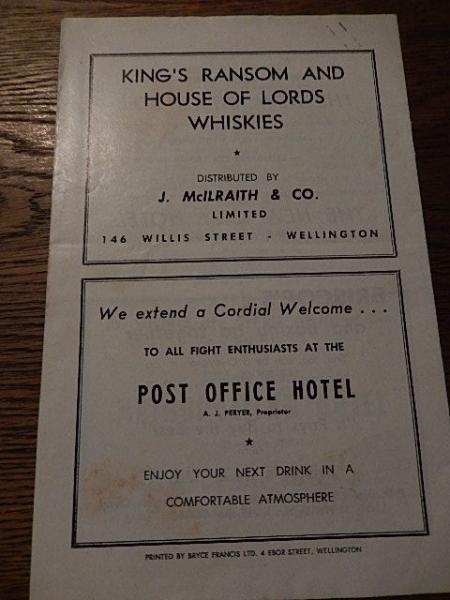 KING'S RANSOM AND
HOUSE OF LORDS
WHISKIES
★
DISTRIBUTED BY
J. McILRAITH & CO.
LIMITED
146 WILLIS STREET - WELLINGTON
We extend a Cordial Welcome . . .
TO ALL FIGHT ENTHUSIASTS AT THE
POST OFFICE HOTEL
A. J. PERYER, Proprietor
★
ENJOY YOUR NEXT DRINK IN A
COMFORTABLE ATMOSPHERE
PRINTED BY BRYCE FRANCIS LTD. 4 EBOR STREET, WELLINGTON